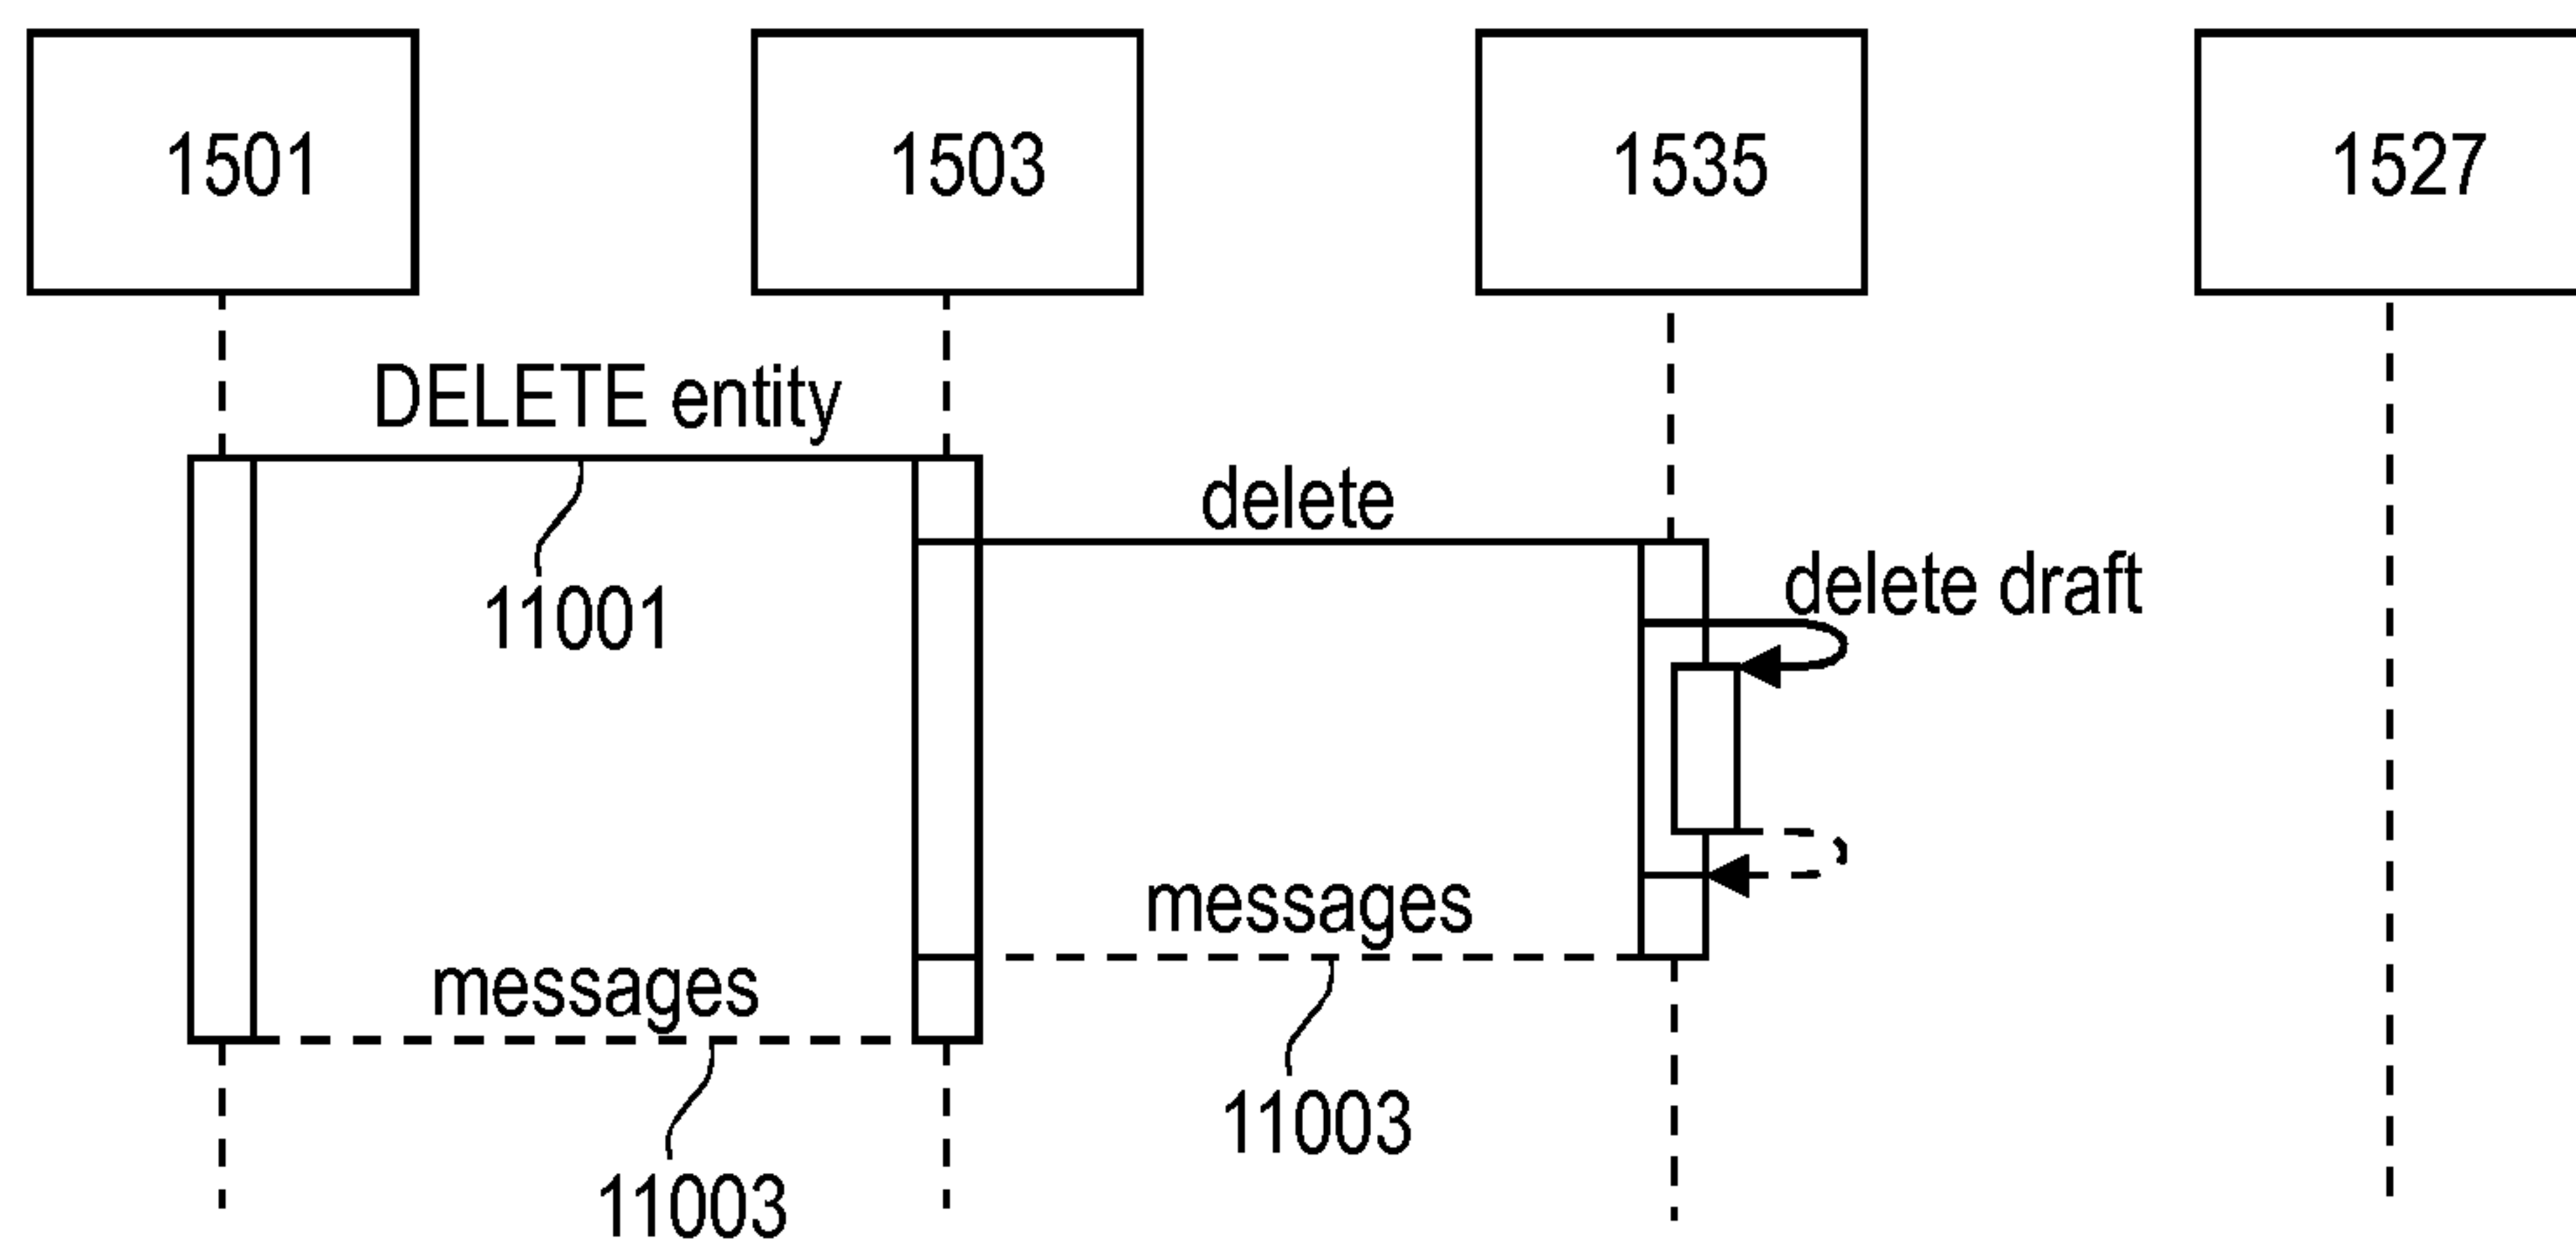 1501
1503
1535
1527
DELETE entity
delete
delete draft
11001
messages
messages
11003
11003